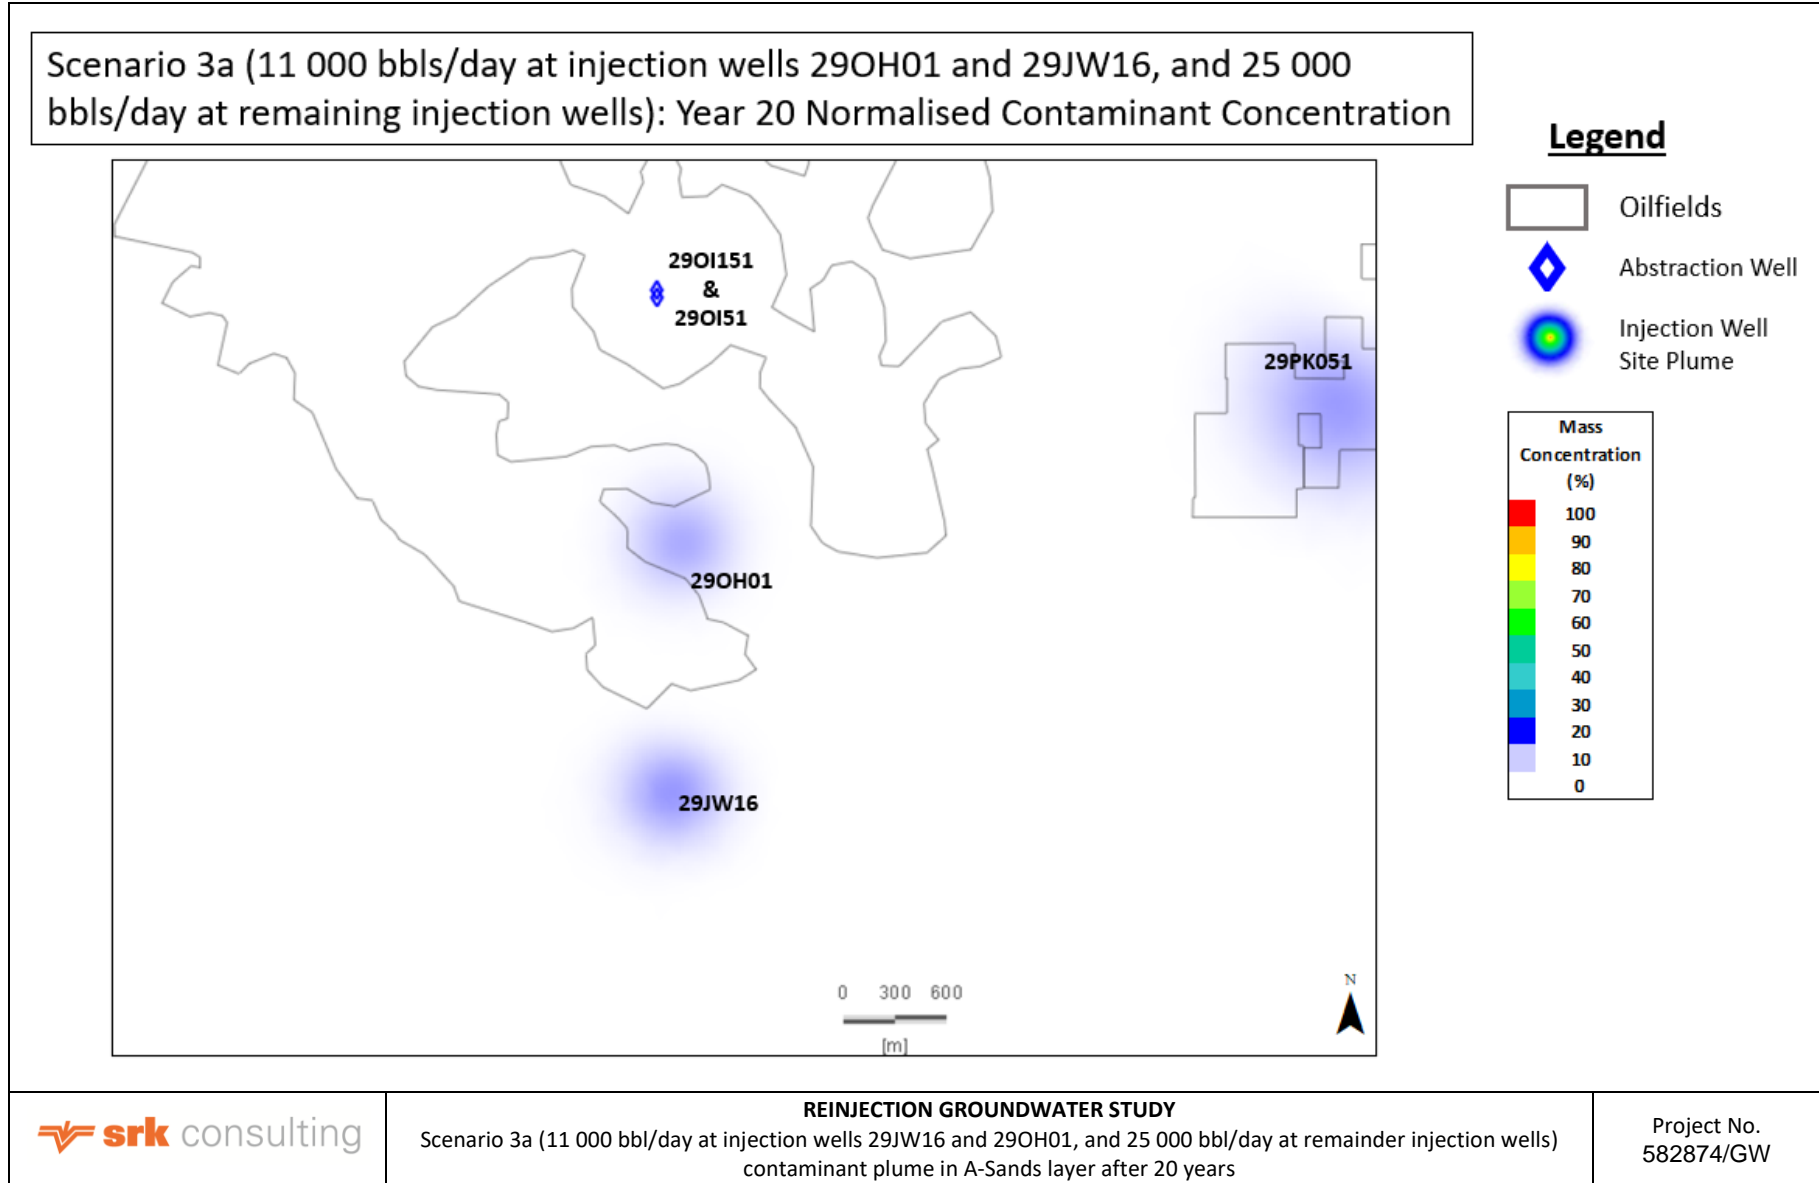 Scenario 3a (11 000 bbls/day at injection wells 29OH01 and 29JW16, and 25 000
bbls/day at remaining injection wells): Year 20 Normalised Contaminant Concentration
Legend
Oilfields
Abstraction Well
Injection Well
Site Plume
Mass
Concentration
(%)
100
90
80
70
60
50
40
30
20
10
0
29OI151
&
29OI51
29PK051
29OH01
29JW16
0 300 600
[m]
N
srk consulting
REINJECTION GROUNDWATER STUDY
Scenario 3a (11 000 bbl/day at injection wells 29JW16 and 29OH01, and 25 000 bbl/day at remainder injection wells)
contaminant plume in A-Sands layer after 20 years
Project No.
582874/GW